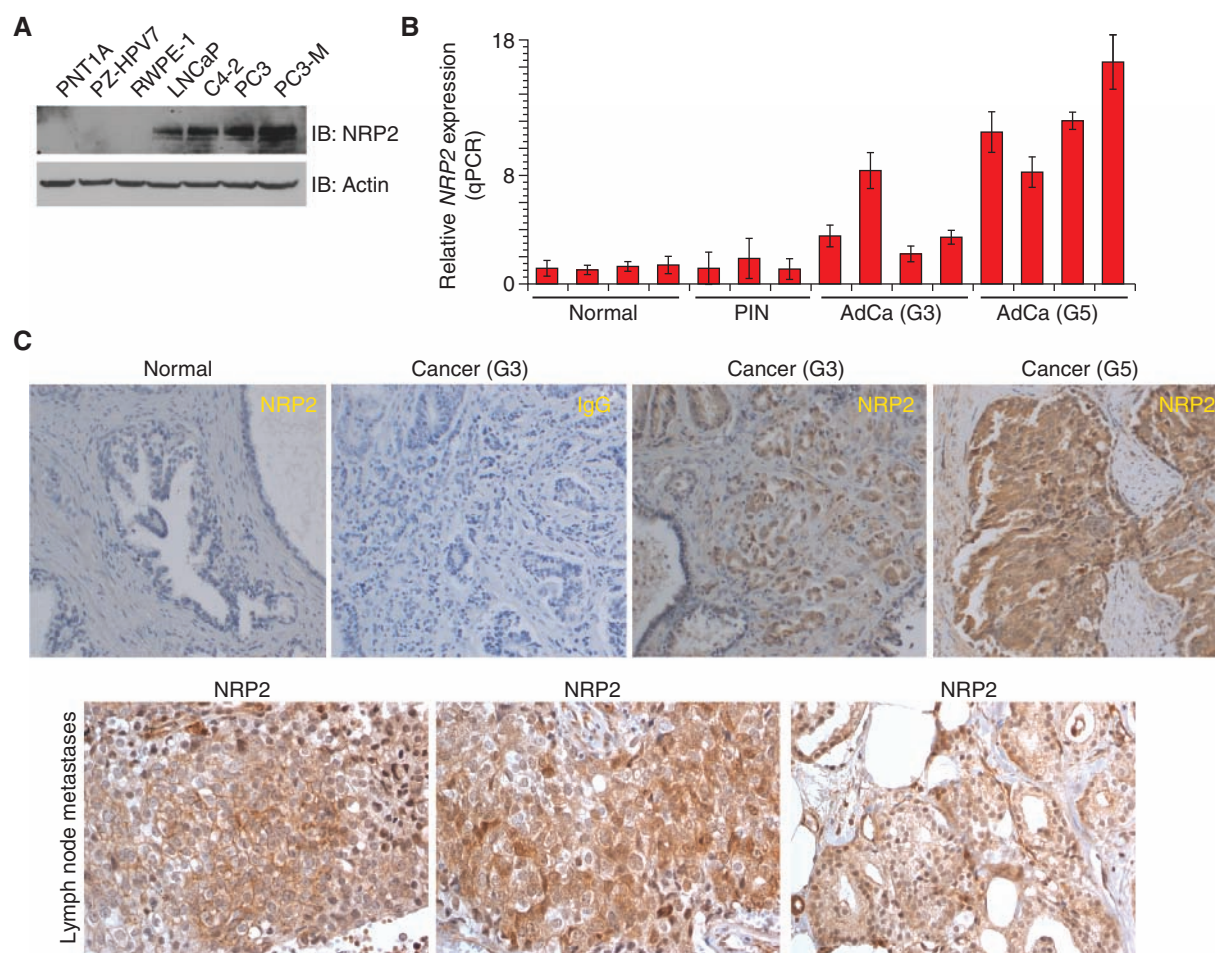 A
PNT1A
PZ-HPV7
RWPE-1
LNCaP
C4-2
PC3
PC3-M
IB: NRP2
IB: Actin
B
Relative NRP2 expression
(qPCR)
18
8
0
Normal
PIN
AdCa (G3)
AdCa (G5)
C
Normal
Cancer (G3)
Cancer (G3)
Cancer (G5)
NRP2
IgG
NRP2
NRP2
NRP2
NRP2
NRP2
Lymph node metastases